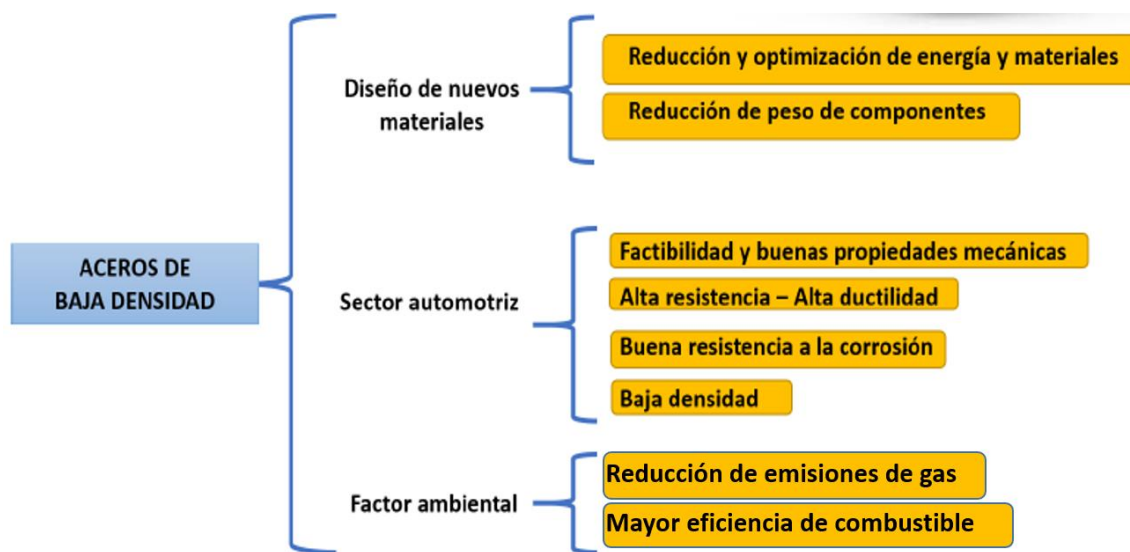 ACEROS DE
BAJA DENSIDAD
Diseño de nuevos
materiales
Reducción y optimización de energía y materiales
Reducción de peso de componentes
Sector automotriz
Factibilidad y buenas propiedades mecánicas
Alta resistencia – Alta ductilidad
Buena resistencia a la corrosión
Baja densidad
Factor ambiental
Reducción de emisiones de gas
Mayor eficiencia de combustible